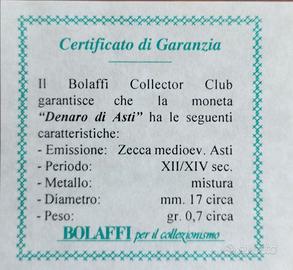 Certificato di Garanzia
Il Bolaffi Collector Club
garantisce che la moneta
"Denaro di Asti" ha le seguenti
caratteristiche:
- Emissione: Zecca medioev. Asti
- Periodo: XII/XIV sec.
- Metallo: mistura
- Diametro: mm. 17 circa
- Peso: gr. 0,7 circa
BOLAFFI per il collezionismo